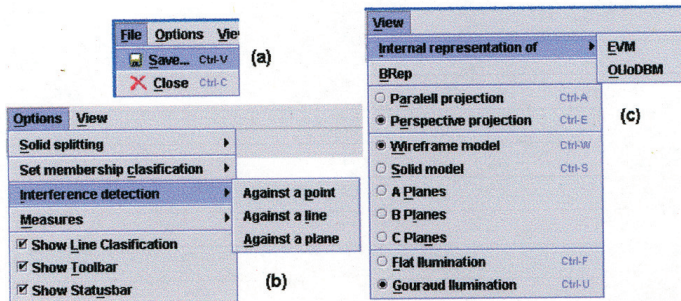 File Options Vie
Save... Ctrl-V
Close Ctrl-C
(a)
Options View
Solid splitting
Set membership clasification
Interference detection
Measures
Show Line Clasification
Show Toolbar
Show Statusbar
Against a point
Against a line
Against a plane
(b)
View
Internal representation of
BRep
Paralell projection Ctrl-A
Perspective projection Ctrl-E
Wireframe model Ctrl-W
Solid model Ctrl-S
A Planes
B Planes
C Planes
Flat Ilumination Ctrl-F
Gouraud Ilumination Ctrl-U
EVM
OUoDBM
(c)